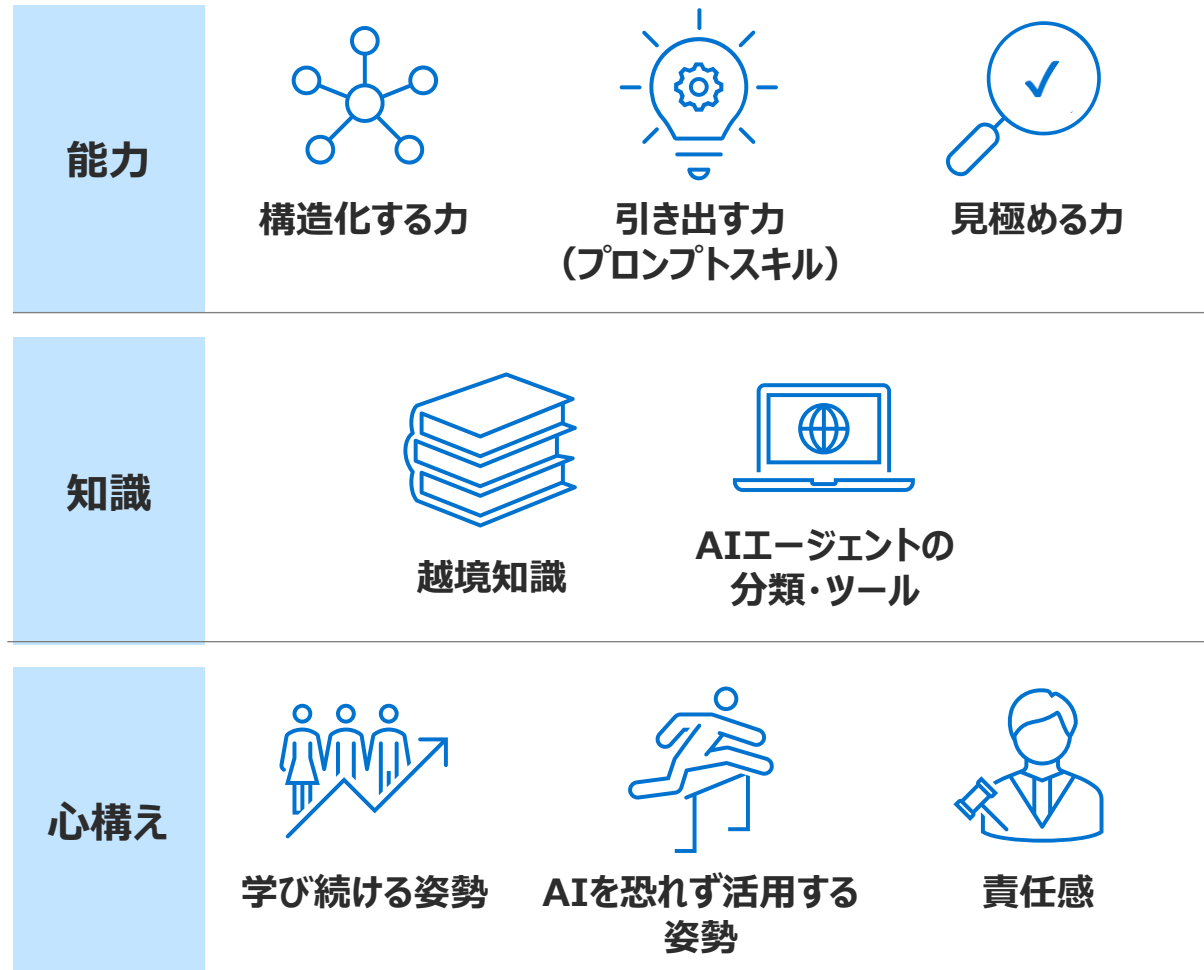 能力
構造化する力
引き出す力
（プロンプトスキル）
見極める力
知識
越境知識
AIエージェントの
分類・ツール
心構え
学び続ける姿勢
AIを恐れず活用する
姿勢
責任感